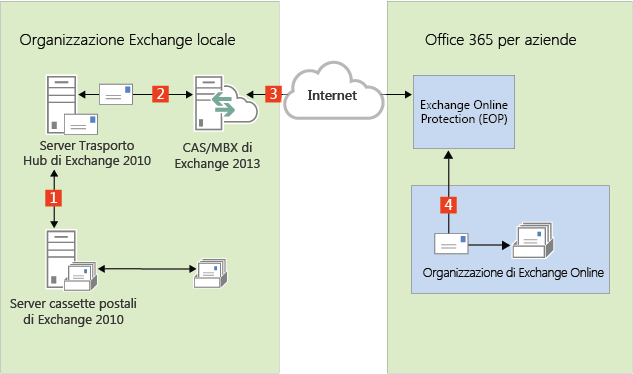 Organizzazione Exchange locale
Office 365 per aziende
2
3
Internet
Exchange Online
Protection (EOP)
Server Trasporto
Hub di Exchange 2010
CAS/MBX di
Exchange 2013
1
4
Organizzazione di Exchange Online
Server cassette postali
di Exchange 2010